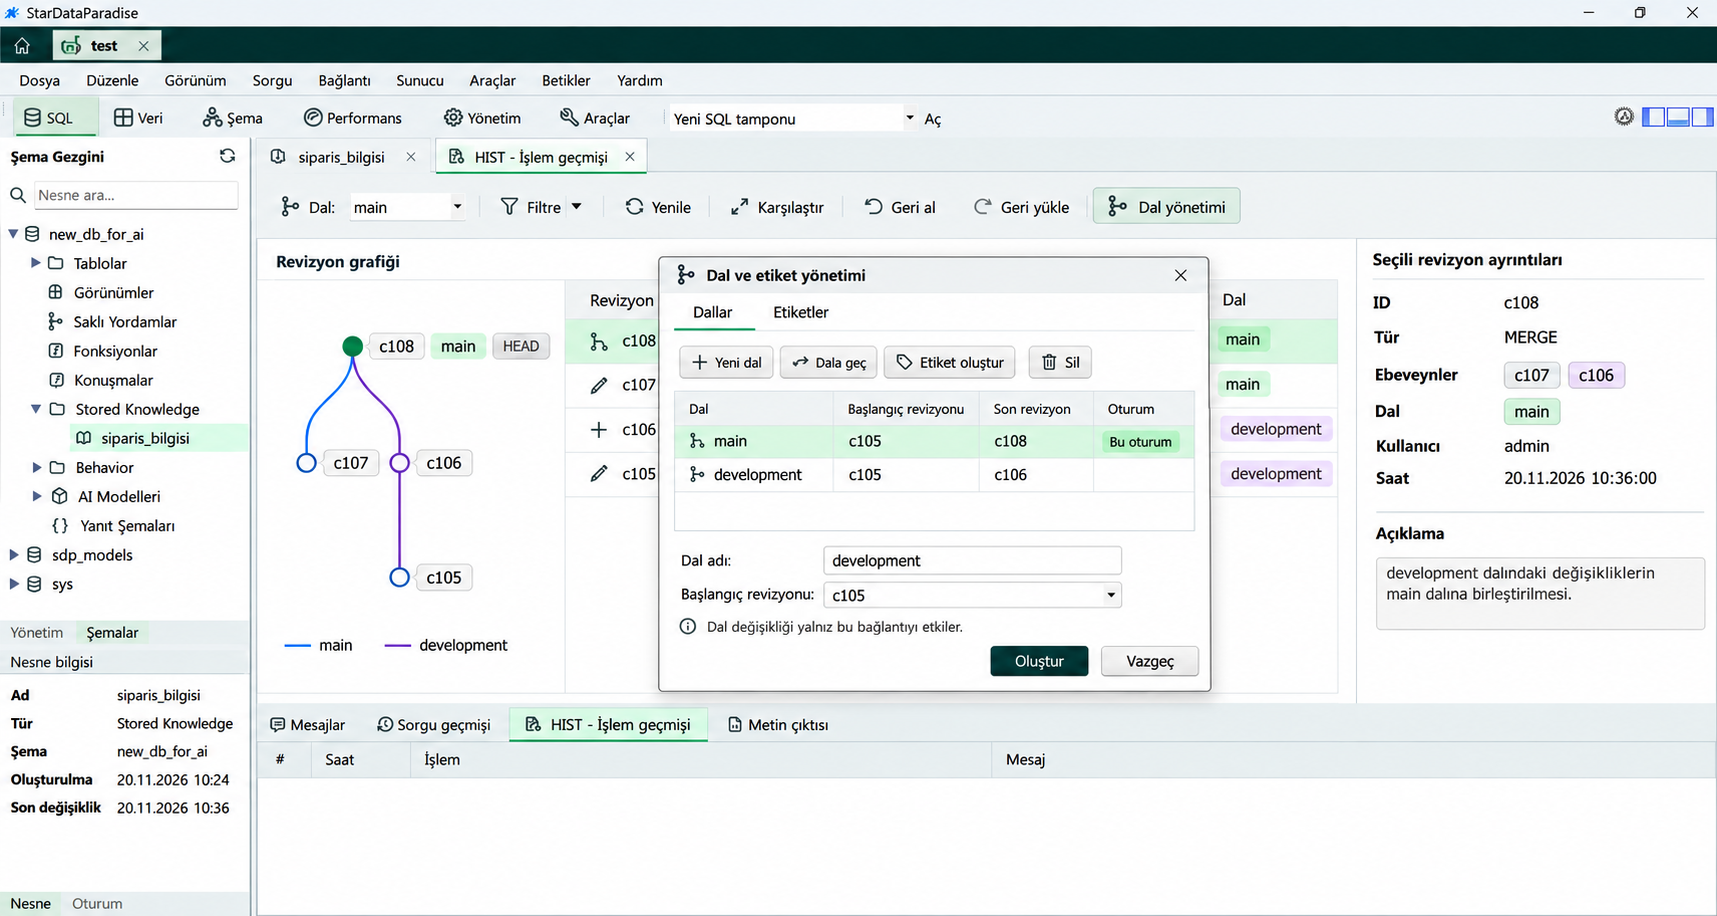 StarDataParadise
test
Dosya Düzenle Görünüm Sorgu Bağlantı Sunucu Araçlar Betikler Yardım
SQL Veri Şema Performans Yönetim Araçlar Yeni SQL tamponu Aç
Şema Gezgini
Nesne ara...
new_db_for_ai
Tablolar
Görünümler
Saklı Yordamlar
Fonksiyonlar
Konuşmalar
Stored Knowledge
siparis_bilgisi
Behavior
AI Modelleri
Yanıt Şemaları
sdp_models
sys
Yönetim Şemalar
Nesne bilgisi
Ad siparis_bilgisi
Tür Stored Knowledge
Şema new_db_for_ai
Oluşturulma 20.11.2026 10:24
Son değişiklik 20.11.2026 10:36
Nesne Oturum
siparis_bilgisi HIST - İşlem geçmişi
Dal: main Filtre Yenile Karşılaştır Geri al Geri yükle Dal yönetimi
Revizyon grafiği
c108 main HEAD
c107 c106
c105
main development
Revizyon Dal
c108 main
c107 main
c106 development
c105 development
Dal ve etiket yönetimi
Dallar Etiketler
Yeni dal Dala geç Etiket oluştur Sil
Dal Başlangıç revizyonu Son revizyon Oturum
main c105 c108 Bu oturum
development c105 c106
Dal adı: development
Başlangıç revizyonu: c105
Dal değişikliği yalnız bu bağlantıyı etkiler.
Oluştur Vazgeç
Seçili revizyon ayrıntıları
ID c108
Tür MERGE
Ebeveynler c107 c106
Dal main
Kullanıcı admin
Saat 20.11.2026 10:36:00
Açıklama
development dalındaki değişikliklerin
main dalına birleştirilmesi.
Mesajlar Sorgu geçmişi HIST - İşlem geçmişi Metin çıktısı
# Saat İşlem Mesaj